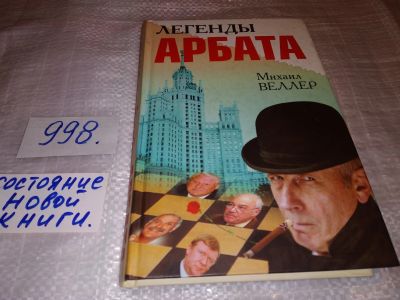 ЛЕГЕНДЫ
АРБАТА
Михаил
ВЕЛЛЕР
998.
состояние
новой
книги.